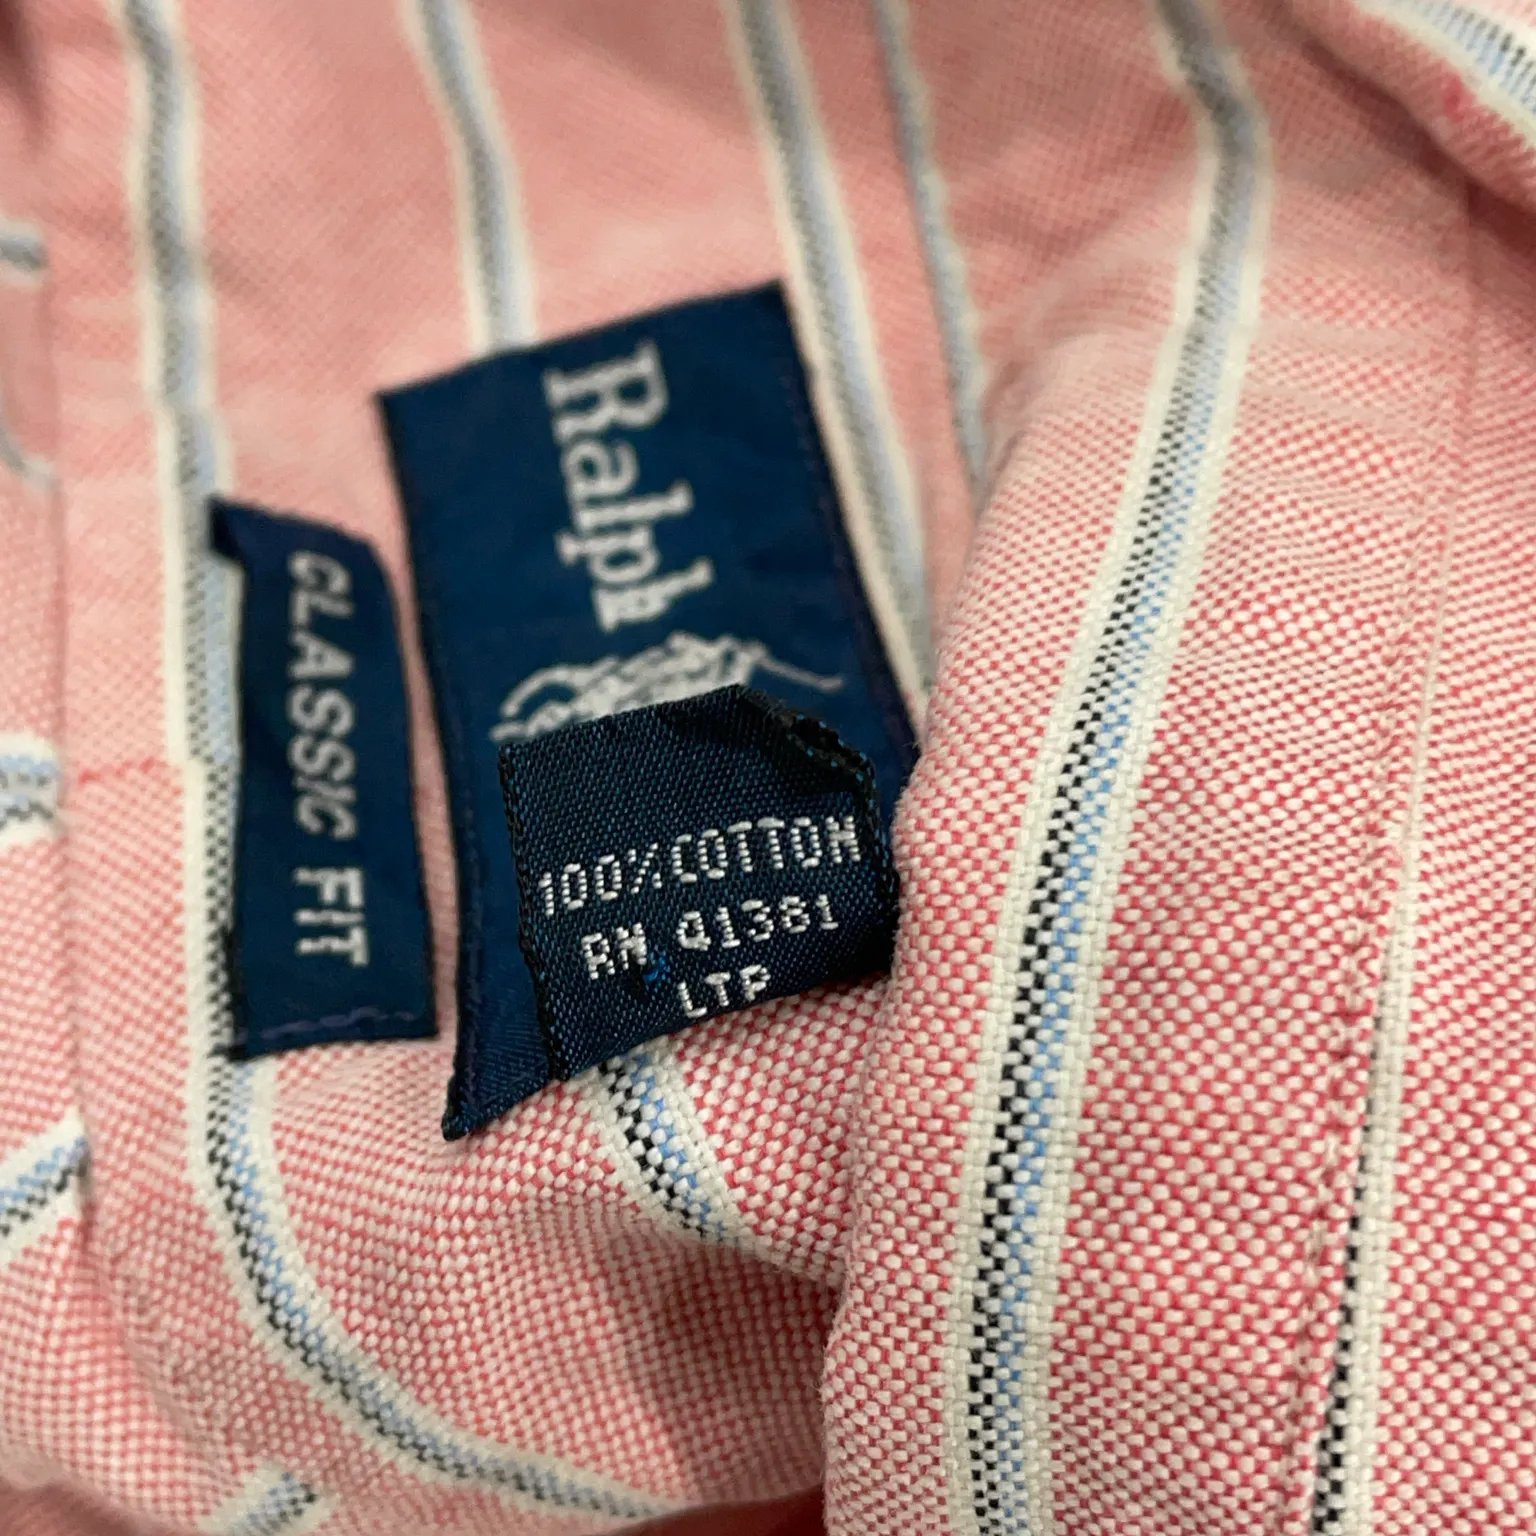 Ralph
CLASSIC FIT
100% COTTON
RN 41381
LTP